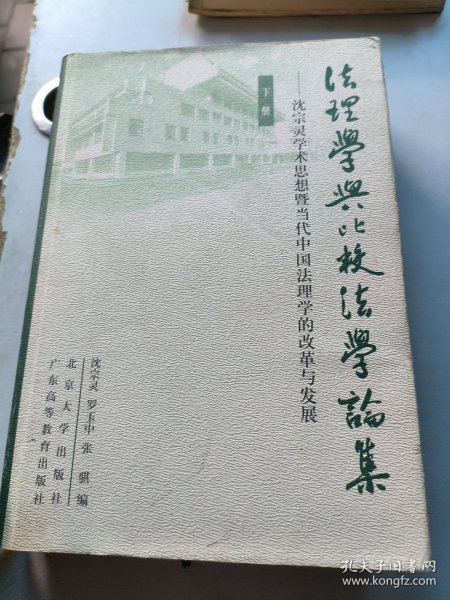 法理學與比較法學論集
——沈宗灵学术思想暨当代中国法理学的改革与发展
下册
沈宗灵 罗玉中 张骐 编
北京大学出版社
广东高等教育出版社
孔夫子旧书网
www.kongfz.com